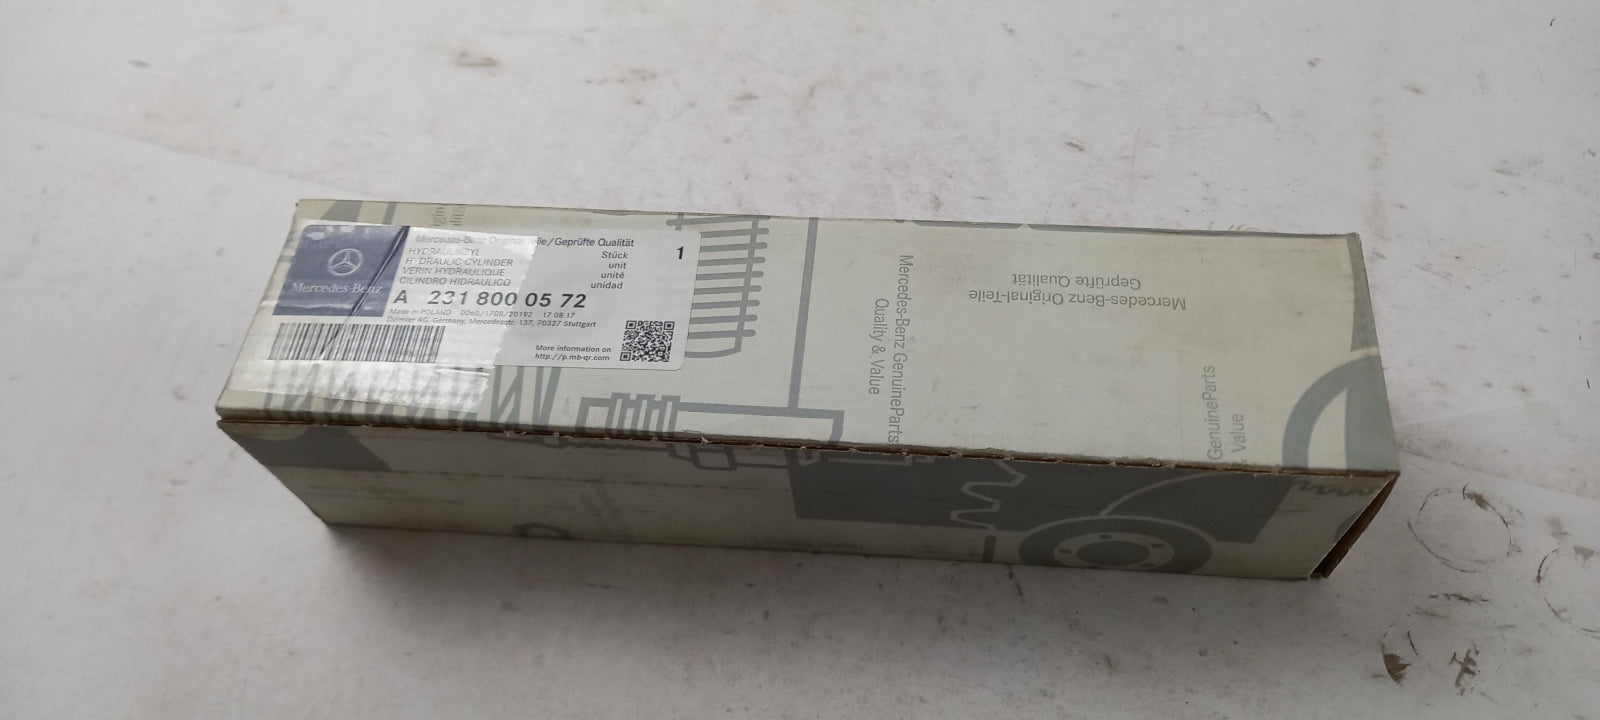 Mercedes-Benz
Mercedes-Benz Original-Teile/Geprüfte Qualität
HYDRAULIKZYL.
HYDRAULIC CYLINDER
VERIN HYDRAULIQUE
CILINDRO HIDRAULICO
Stück
unit
unité
unidad
1
A 231 800 05 72
Made in POLAND 0060/1708/20192 17.08.17
Daimler AG, Germany, Mercedesstr. 137, 70327 Stuttgart
More information on
http://p.mb-qr.com
Mercedes-Benz GenuineParts
Quality & Value
Mercedes-Benz Original-Teile
Geprüfte Qualität
GenuineParts
& Value